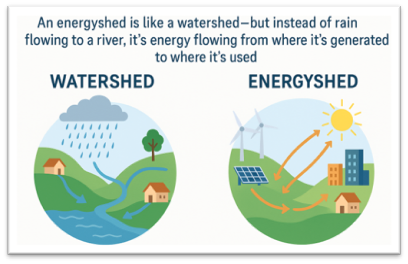 An energyshed is like a watershed—but instead of rain
flowing to a river, it's energy flowing from where it's generated
to where it's used
WATERSHED
ENERGYSHED